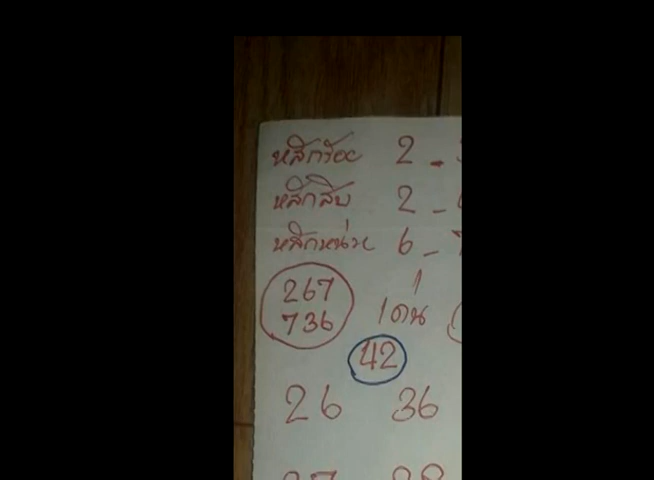 หลักร้อย 2 -
หลักสิบ 2 -
หลักหน่วย 6 -
267
736
เด่น
42
26 36